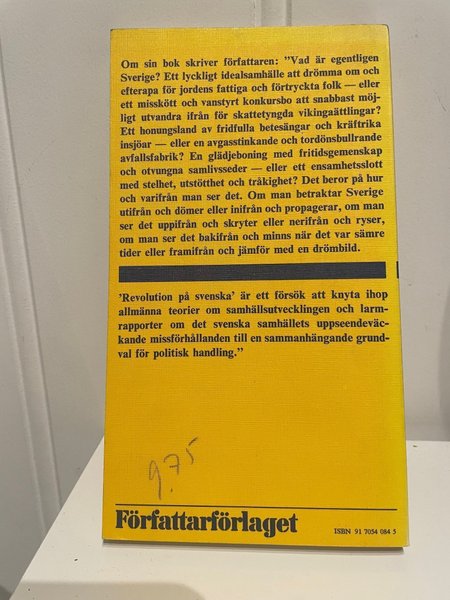 Om sin bok skriver författaren: ”Vad är egentligen
Sverige? Ett lyckligt idealsamhälle att drömma om och
efterapa för jordens fattiga och förtryckta folk — eller
ett misskött och vanstyrt konkursbo att snabbast möj-
ligt utvandra ifrån för skattetyngda vikingaättlingar?
Ett honungsland av fridfulla betesängar och kräftrika
insjöar — eller en avgasstinkande och tordönsbullrande
avfallsfabrik? En glädjeboning med fritidsgemenskap
och otvungna samlivsseder — eller ett ensamhetsslott
med stelhet, utstötthet och tråkighet? Det beror på hur
och varifrån man ser det. Om man betraktar Sverige
utifrån och dömer eller inifrån och propagerar, om man
ser det uppifrån och skryter eller nerifrån och ryser,
om man ser det bakifrån och minns när det var sämre
tider eller framifrån och jämför med en drömbild.
’Revolution på svenska’ är ett försök att knyta ihop
allmänna teorier om samhällsutvecklingen och larm-
rapporter om det svenska samhällets uppseendeväc-
kande missförhållanden till en sammanhängande grund-
val för politisk handling.”
9.75
Författarförlaget
ISBN 91 7054 084 5